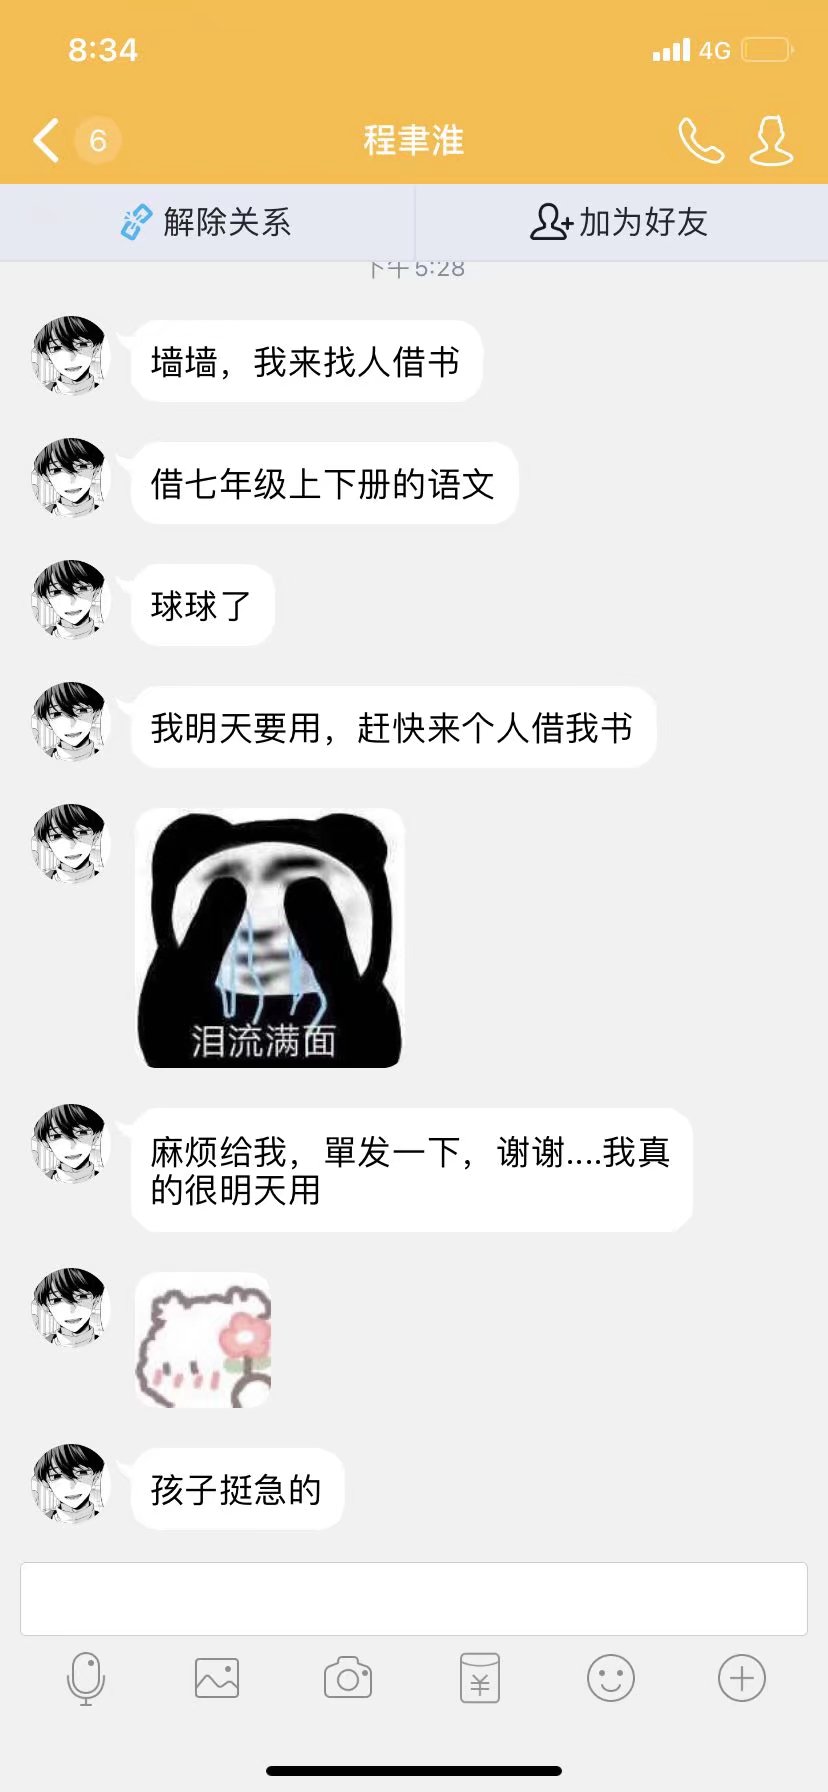 8:34
4G
6
程聿淮
解除关系
加为好友
下午5:28
墙墙，我来找人借书
借七年级上下册的语文
球球了
我明天要用，赶快来个人借我书
泪流满面
麻烦给我，單发一下，谢谢....我真
的很明天用
孩子挺急的